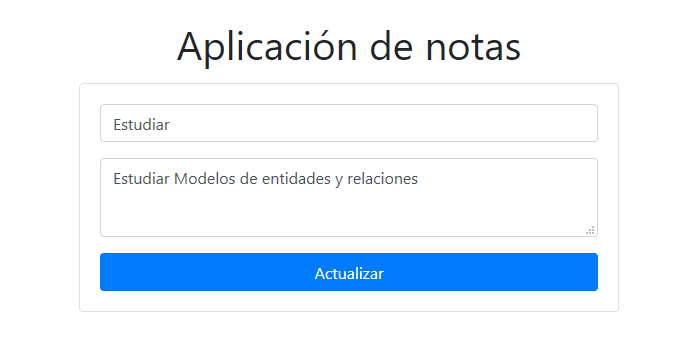 Aplicación de notas
Estudiar
Estudiar Modelos de entidades y relaciones
Actualizar